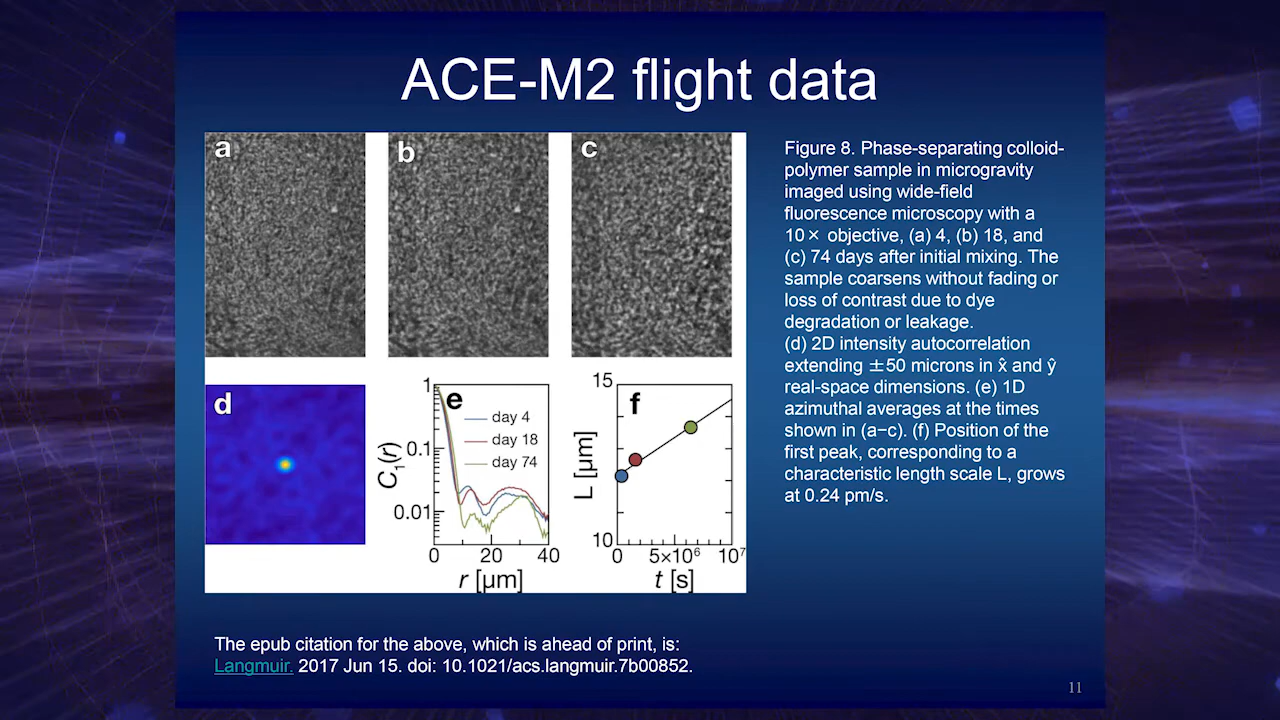 ACE-M2 flight data
a
b
c
Figure 8. Phase-separating colloid-
polymer sample in microgravity
imaged using wide-field
fluorescence microscopy with a
10× objective, (a) 4, (b) 18, and
(c) 74 days after initial mixing. The
sample coarsens without fading or
loss of contrast due to dye
degradation or leakage.
(d) 2D intensity autocorrelation
extending ±50 microns in x̂ and ŷ
real-space dimensions. (e) 1D
azimuthal averages at the times
shown in (a−c). (f) Position of the
first peak, corresponding to a
characteristic length scale L, grows
at 0.24 pm/s.
d
e
1
0.1
0.01
C₁(r)
day 4
day 18
day 74
0 20 40
r [μm]
f
15
10
L [μm]
0 5×10⁶ 10⁷
t [s]
The epub citation for the above, which is ahead of print, is:
Langmuir. 2017 Jun 15. doi: 10.1021/acs.langmuir.7b00852.
11